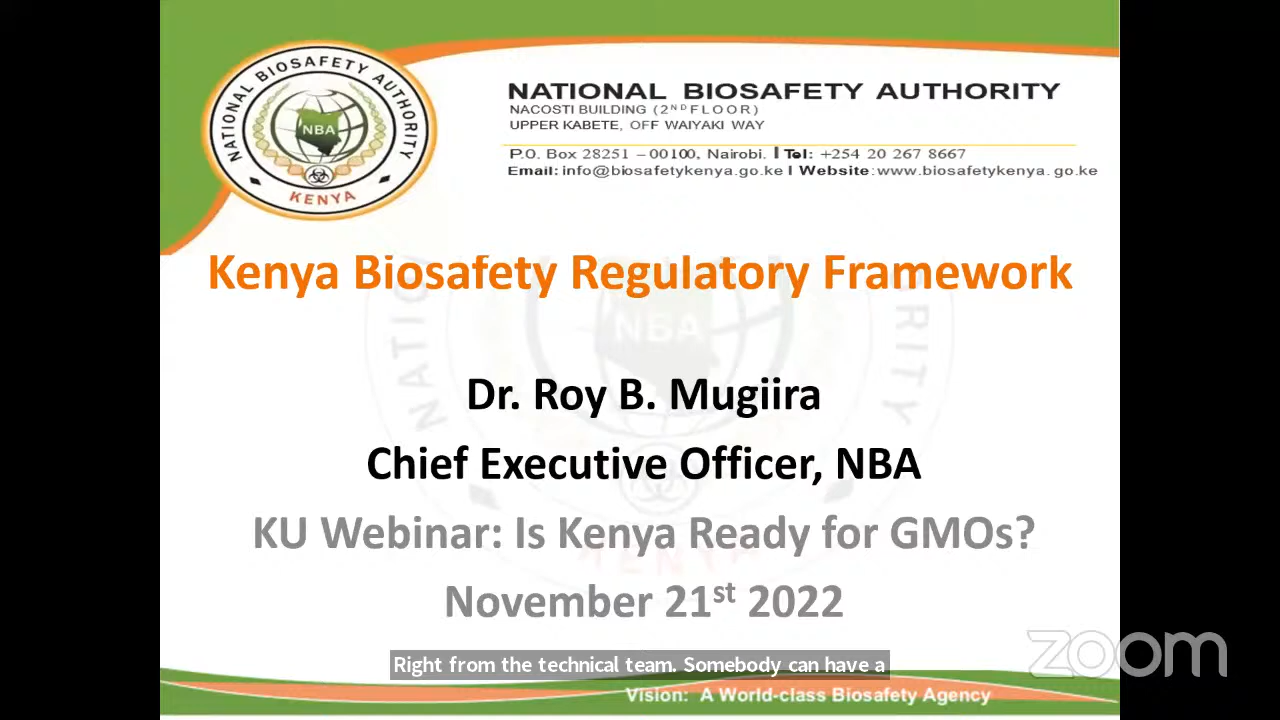 NATIONAL BIOSAFETY AUTHORITY
NBA
KENYA
NATIONAL BIOSAFETY AUTHORITY
NACOSTI BUILDING (2ND FLOOR)
UPPER KABETE, OFF WAIYAKI WAY
P.O. Box 28251 – 00100, Nairobi. I Tel: +254 20 267 8667
Email: info@biosafetykenya.go.ke I Website: www.biosafetykenya.go.ke
Kenya Biosafety Regulatory Framework
Dr. Roy B. Mugiira
Chief Executive Officer, NBA
KU Webinar: Is Kenya Ready for GMOs?
November 21st 2022
zoom
Right from the technical team. Somebody can have a
Vision: A World-class Biosafety Agency